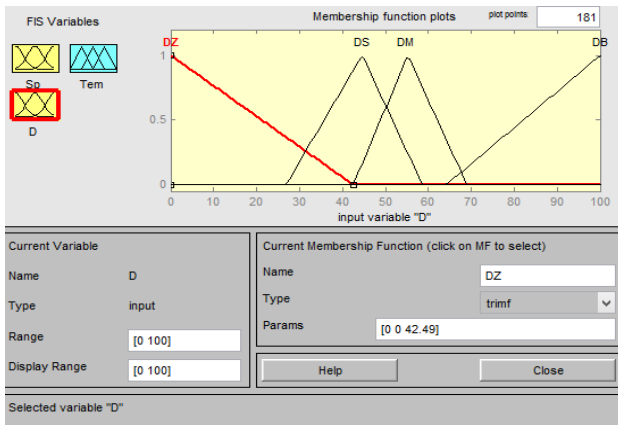 FIS Variables
Membership function plots
plot points:
181
Sp
Tem
D
DZ
DS
DM
DB
1
0.5
0
0 10 20 30 40 50 60 70 80 90 100
input variable "D"
Current Variable
Name
D
Type
input
Range
[0 100]
Display Range
[0 100]
Current Membership Function (click on MF to select)
Name
DZ
Type
trimf
Params
[0 0 42.49]
Help
Close
Selected variable "D"